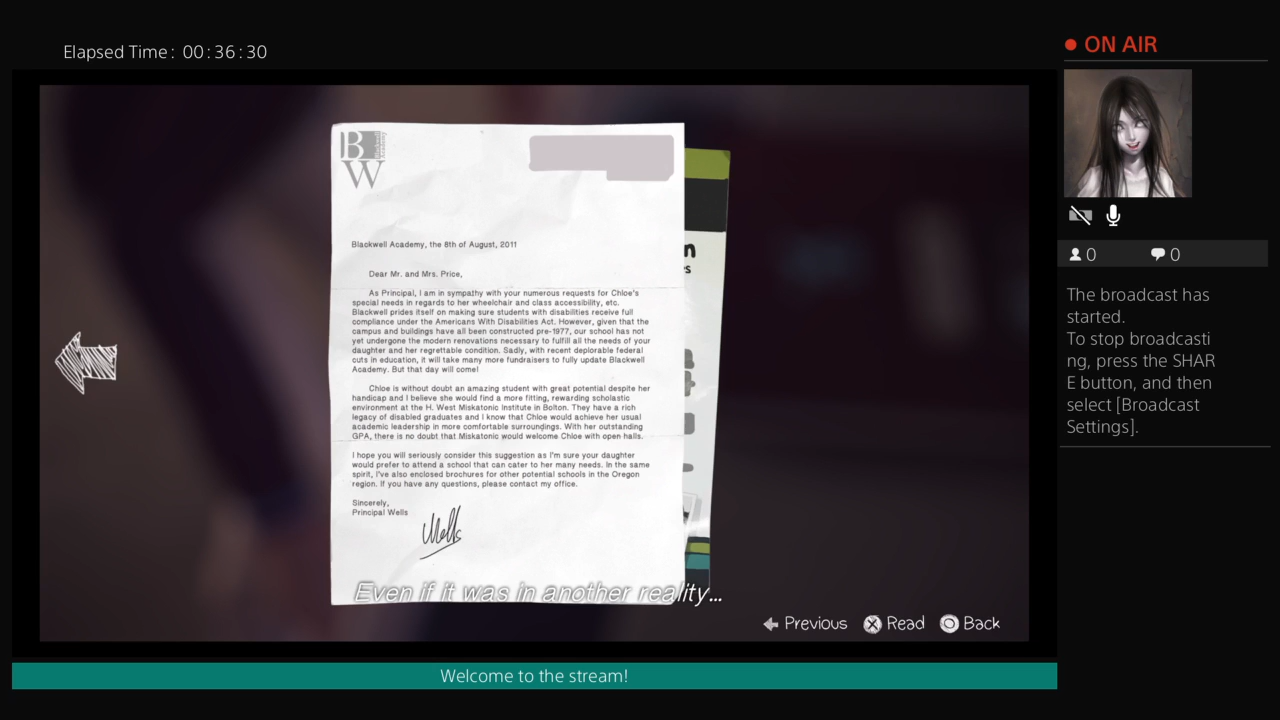 Elapsed Time: 00:36:30
ON AIR
BW
Blackwell Academy
Blackwell Academy, the 8th of August, 2011
Dear Mr. and Mrs. Price,
As Principal, I am in sympathy with your numerous requests for Chloe's
special needs in regards to her wheelchair and class accessibility, etc.
Blackwell prides itself on making sure students with disabilities receive full
compliance under the Americans With Disabilities Act. However, given that the
campus and buildings have all been constructed pre-1977, our school has not
yet undergone the modern renovations necessary to fulfill all the needs of your
daughter and her regrettable condition. Sadly, with recent deplorable federal
cuts in education, it will take many more fundraisers to fully update Blackwell
Academy. But that day will come!
Chloe is without doubt an amazing student with great potential despite her
handicap and I believe she would find a more fitting, rewarding scholastic
environment at the H. West Miskatonic Institute in Bolton. They have a rich
legacy of disabled graduates and I know that Chloe would achieve her usual
academic leadership in more comfortable surroundings. With her outstanding
GPA, there is no doubt that Miskatonic would welcome Chloe with open halls.
I hope you will seriously consider this suggestion as I'm sure your daughter
would prefer to attend a school that can cater to her many needs. In the same
spirit, I've also enclosed brochures for other potential schools in the Oregon
region. If you have any questions, please contact my office.
Sincerely,
Principal Wells
Wells
n
s
Even if it was in another reality...
Previous Read Back
0 0
The broadcast has
started.
To stop broadcasti
ng, press the SHAR
E button, and then
select [Broadcast
Settings].
Welcome to the stream!